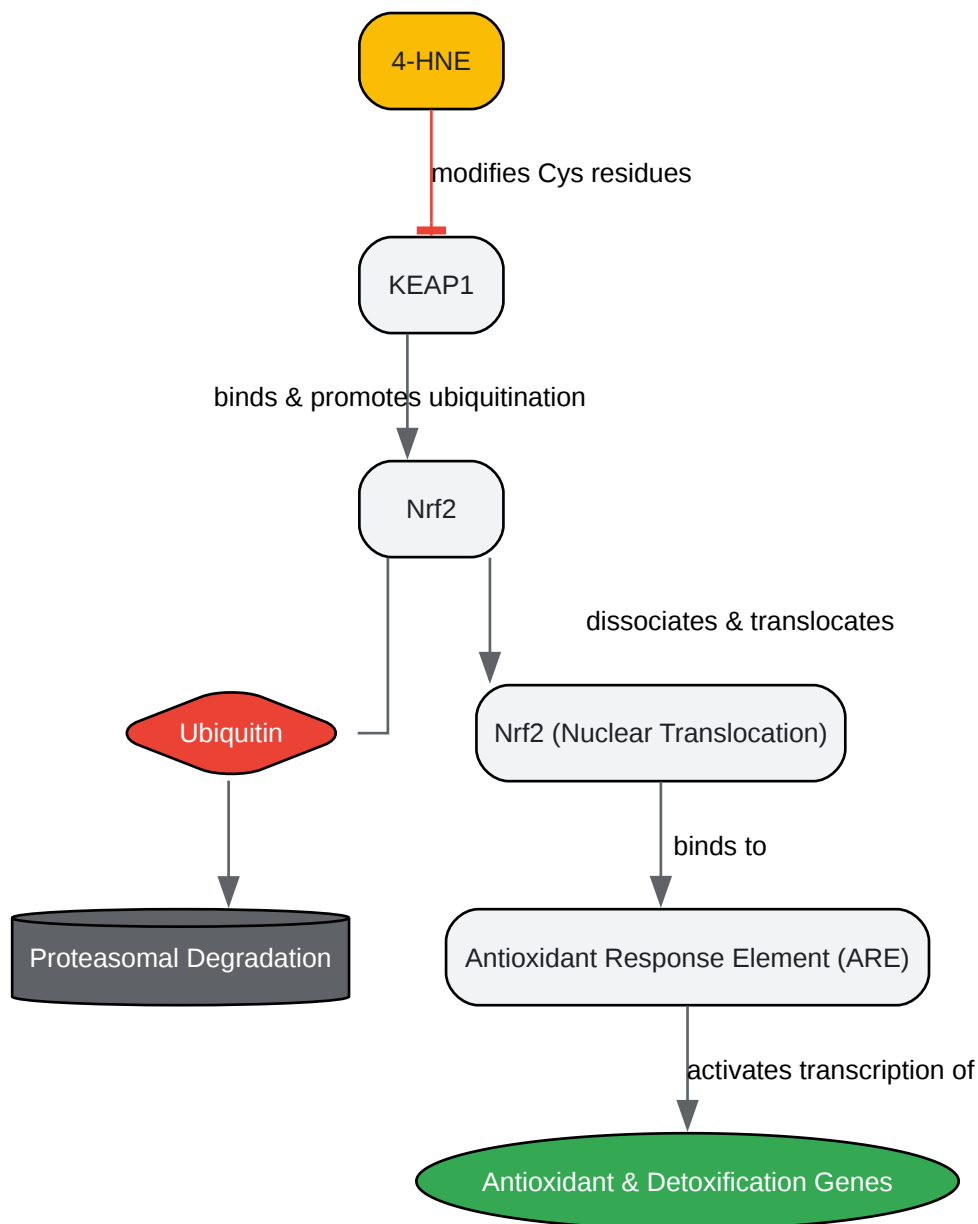 4-HNE
modifies Cys residues
KEAP1
binds & promotes ubiquitination
Nrf2
dissociates & translocates
Ubiquitin
Nrf2 (Nuclear Translocation)
binds to
Proteasomal Degradation
Antioxidant Response Element (ARE)
activates transcription of
Antioxidant & Detoxification Genes